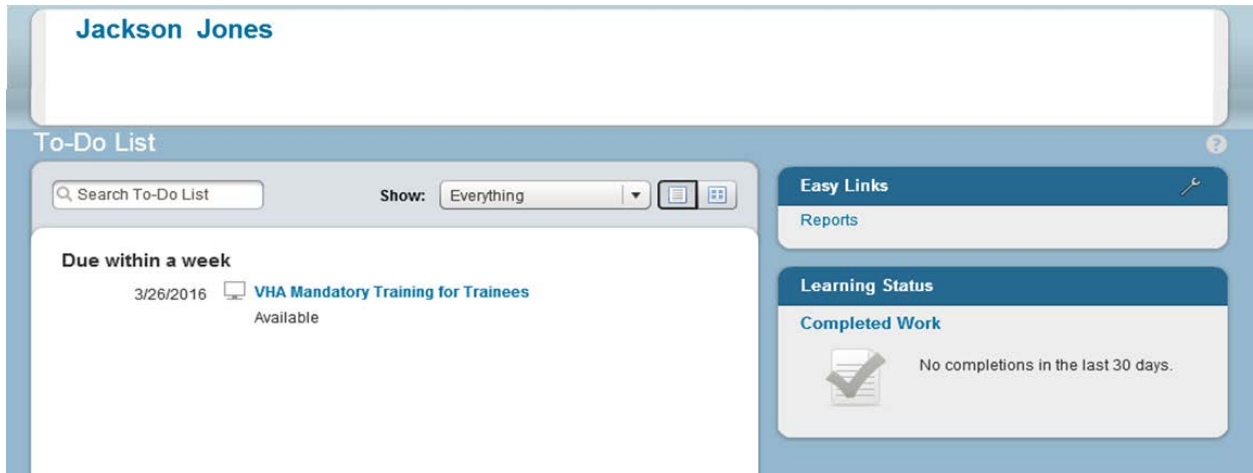 Jackson Jones
To-Do List
?
Search To-Do List
Show:
Everything
Due within a week
3/26/2016 VHA Mandatory Training for Trainees
Available
Easy Links
Reports
Learning Status
Completed Work
No completions in the last 30 days.